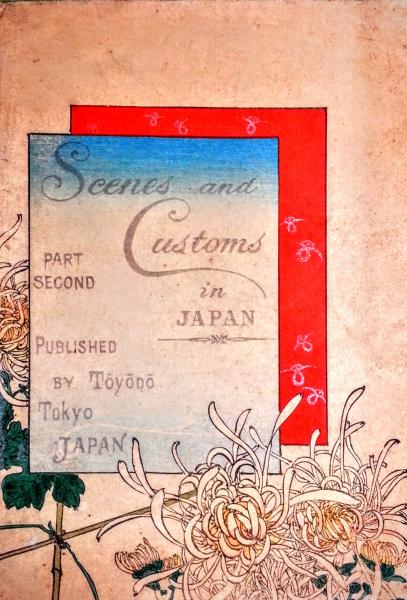 Scenes and
Customs
in
JAPAN
PART
SECOND
PUBLISHED
BY Tōyōdō
Tokyo
JAPAN